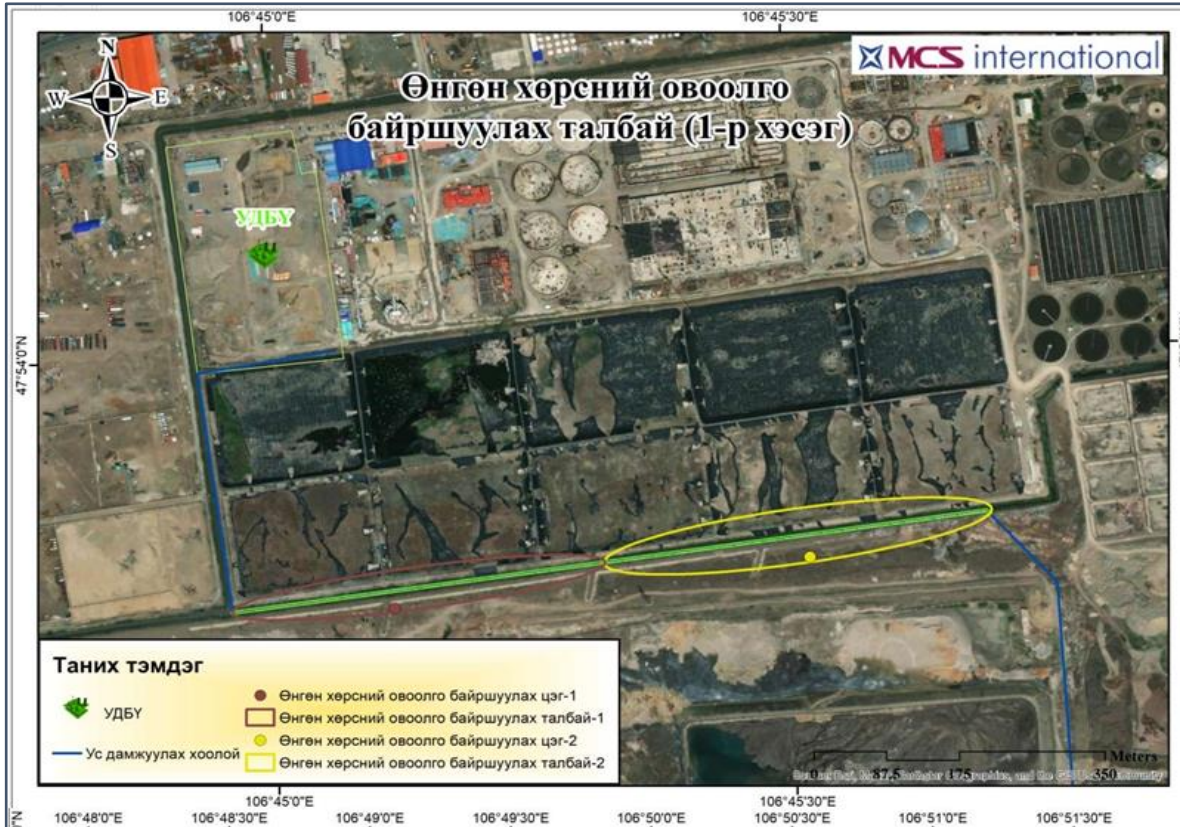 106°45'0"E
106°45'30"E
N
W
E
S
MCS international
Өнгөн хөрсний овоолго
байршуулах талбай (1-р хэсэг)
УДБҮ
47°54'0"N
Таних тэмдэг
УДБҮ
Ус дамжуулах хоолой
Өнгөн хөрсний овоолго байршуулах цэг-1
Өнгөн хөрсний овоолго байршуулах талбай-1
Өнгөн хөрсний овоолго байршуулах цэг-2
Өнгөн хөрсний овоолго байршуулах талбай-2
Meters
350
106°45'0"E
106°45'30"E
106°48'0"E
106°48'30"E
106°49'0"E
106°49'30"E
106°50'0"E
106°50'30"E
106°51'0"E
106°51'30"E